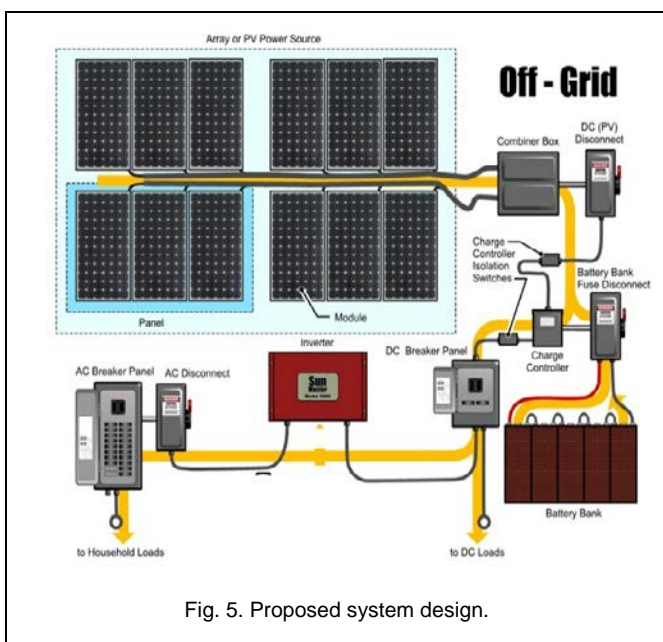 Array or PV Power Source
Off - Grid
Combiner Box
DC (PV)
Disconnect
Charge
Controller
Isolation
Switches
Battery Bank
Fuse Disconnect
Panel
Module
Inverter
DC Breaker Panel
Charge
Controller
AC Breaker Panel
AC Disconnect
Sun
Battery Bank
to Household Loads
to DC Loads
Fig. 5. Proposed system design.